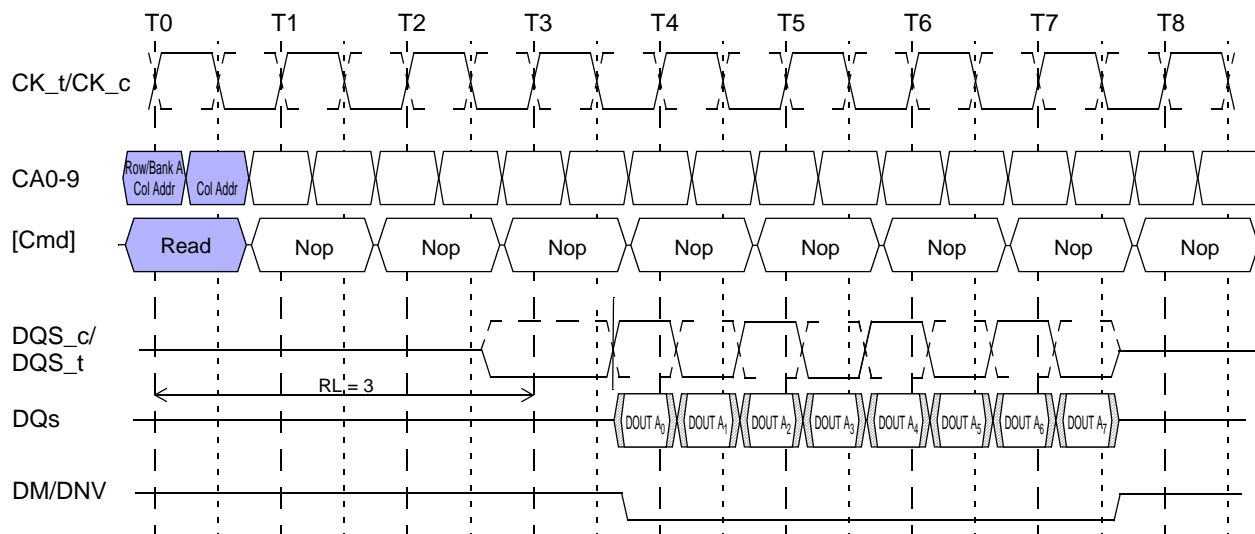 T0 T1 T2 T3 T4 T5 T6 T7 T8
CK_t/CK_c
CA0-9
Row/Bank A
Col Addr
Col Addr
[Cmd]
Read Nop Nop Nop Nop Nop Nop Nop Nop
DQS_c/
DQS_t
RL = 3
DQs
DOUT A0 DOUT A1 DOUT A2 DOUT A3 DOUT A4 DOUT A5 DOUT A6 DOUT A7
DM/DNV